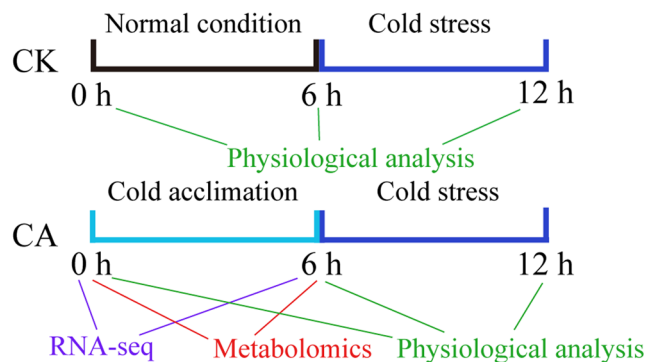 Normal condition Cold stress
CK
0 h 6 h 12 h
Physiological analysis
Cold acclimation Cold stress
CA
0 h 6 h 12 h
RNA-seq Metabolomics Physiological analysis